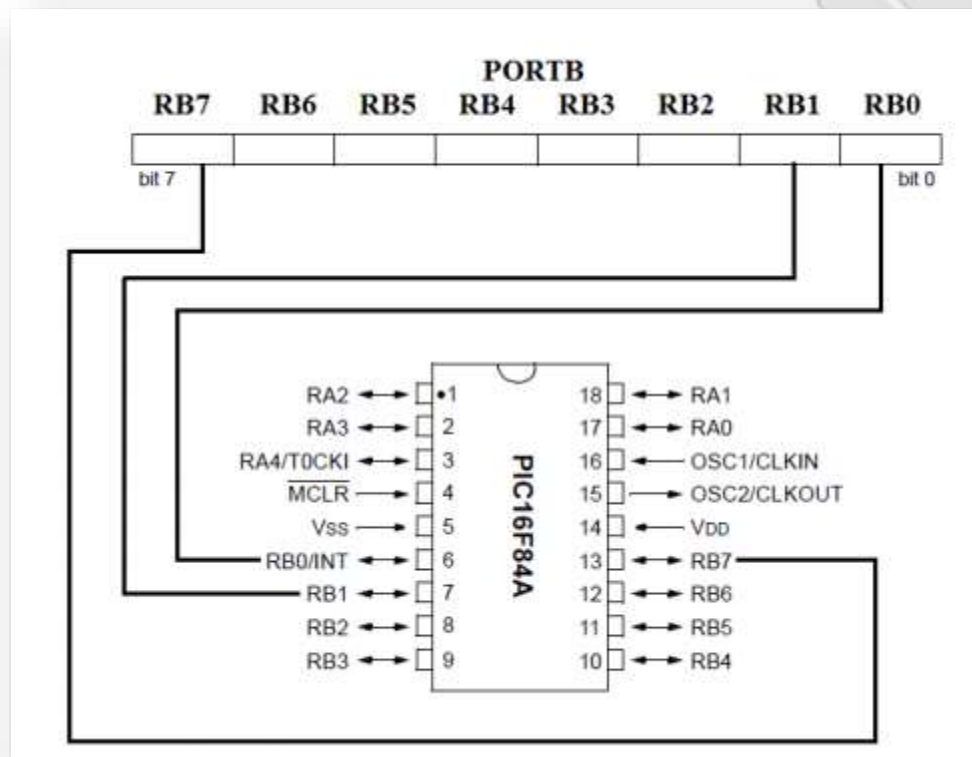 PORTB
RB7 RB6 RB5 RB4 RB3 RB2 RB1 RB0
bit 7 bit 0
RA2 1 18 RA1
RA3 2 17 RA0
RA4/T0CKI 3 16 OSC1/CLKIN
MCLR 4 15 OSC2/CLKOUT
VSS 5 14 VDD
RB0/INT 6 13 RB7
RB1 7 12 RB6
RB2 8 11 RB5
RB3 9 10 RB4
PIC16F84A